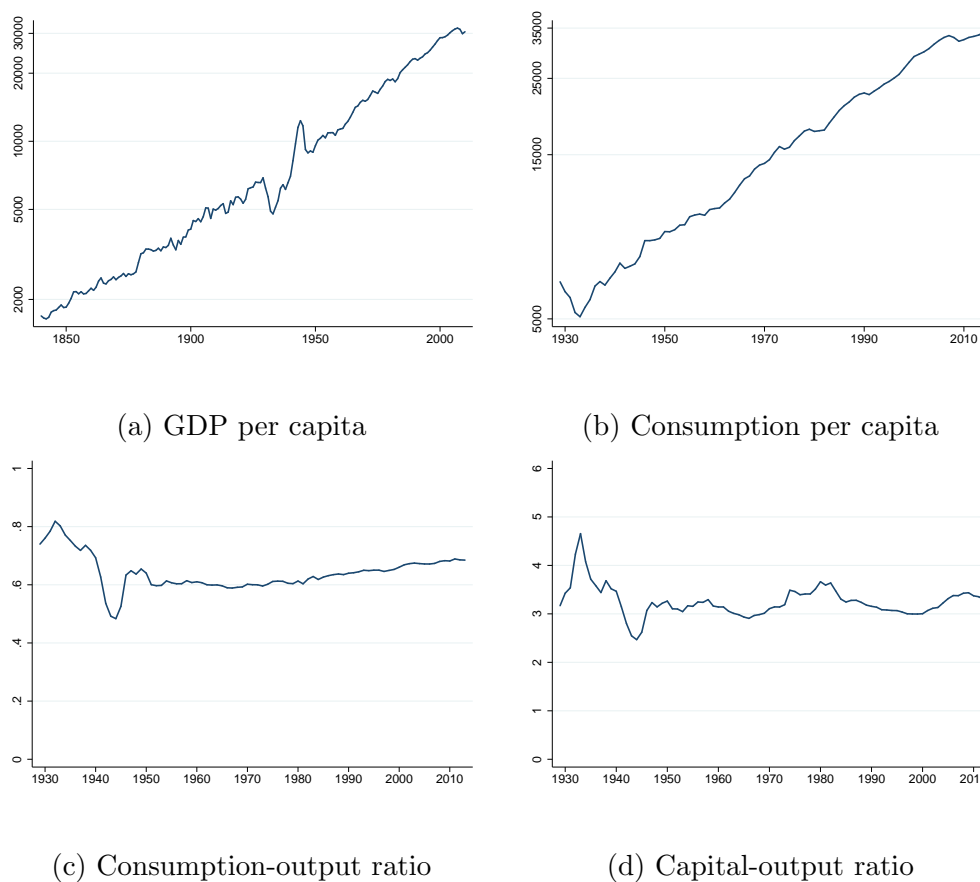 30000
20000
10000
5000
2000
1850 1900 1950 2000
(a) GDP per capita
35000
25000
15000
5000
1930 1950 1970 1990 2010
(b) Consumption per capita
1
.8
.6
.4
.2
0
1930 1940 1950 1960 1970 1980 1990 2000 2010
(c) Consumption-output ratio
6
5
4
3
2
1
0
1930 1940 1950 1960 1970 1980 1990 2000 201
(d) Capital-output ratio